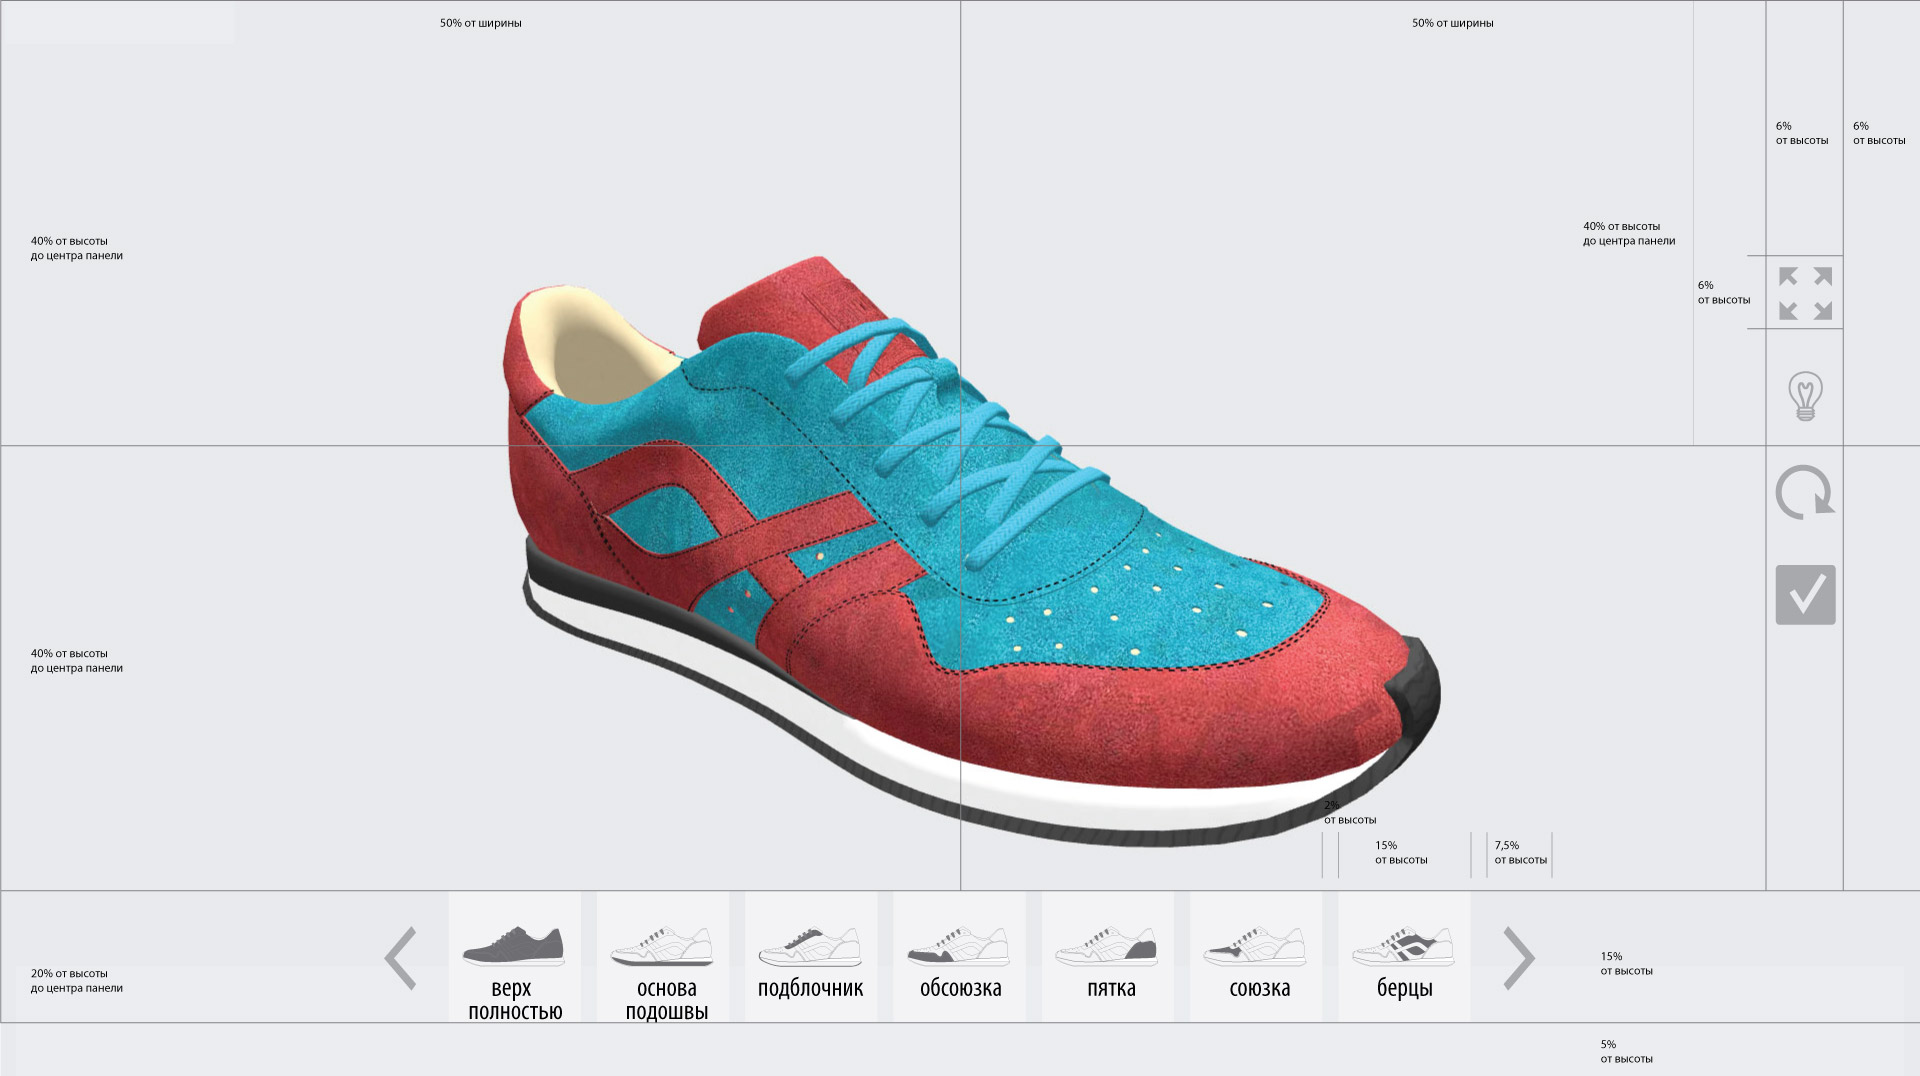 50% от ширины
50% от ширины
6%
от высоты
6%
от высоты
40% от высоты
до центра панели
40% от высоты
до центра панели
6%
от высоты
40% от высоты
до центра панели
2%
от высоты
15%
от высоты
7,5%
от высоты
20% от высоты
до центра панели
верх
полностью
основа
подошвы
подблочник
обсоюзка
пятка
союзка
берцы
15%
от высоты
5%
от высоты